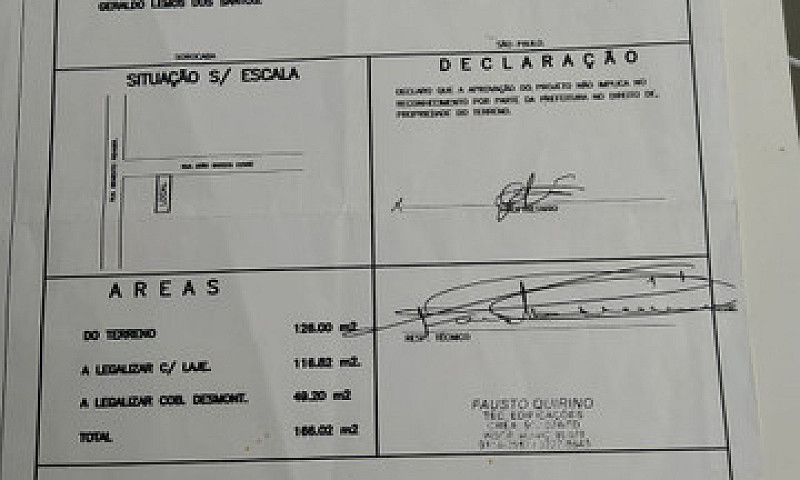 GERALDO LEMOS DOS SANTOS.
SOROCABA
SÃO PAULO.
SITUAÇÃO S/ ESCALA
LOCAL
DECLARAÇÃO
DECLARO QUE A APROVAÇÃO DO PROJETO NÃO IMPLICA NO
RECONHECIMENTO POR PARTE DA PREFEITURA NO DIREITO DE,
PROPRIEDADE DO TERRENO.
PROPRIETARIO
AREAS
DO TERRENO 126.00 m2
A LEGALIZAR C/ LAJE. 116.82 m2.
A LEGALIZAR COB. DESMONT. 49.20 m2
TOTAL 166.02 m2
RESP. TÉCNICO
FAUSTO QUIRINO
TEC. EDIFICAÇÕES